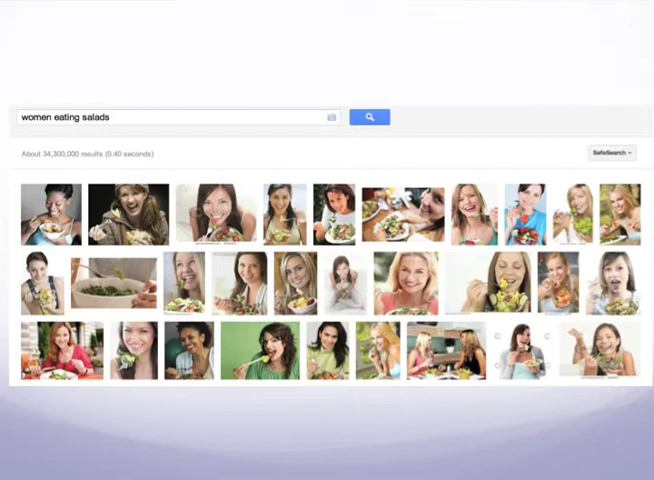 women eating salads
About 34,300,000 results (0.40 seconds)
SafeSearch